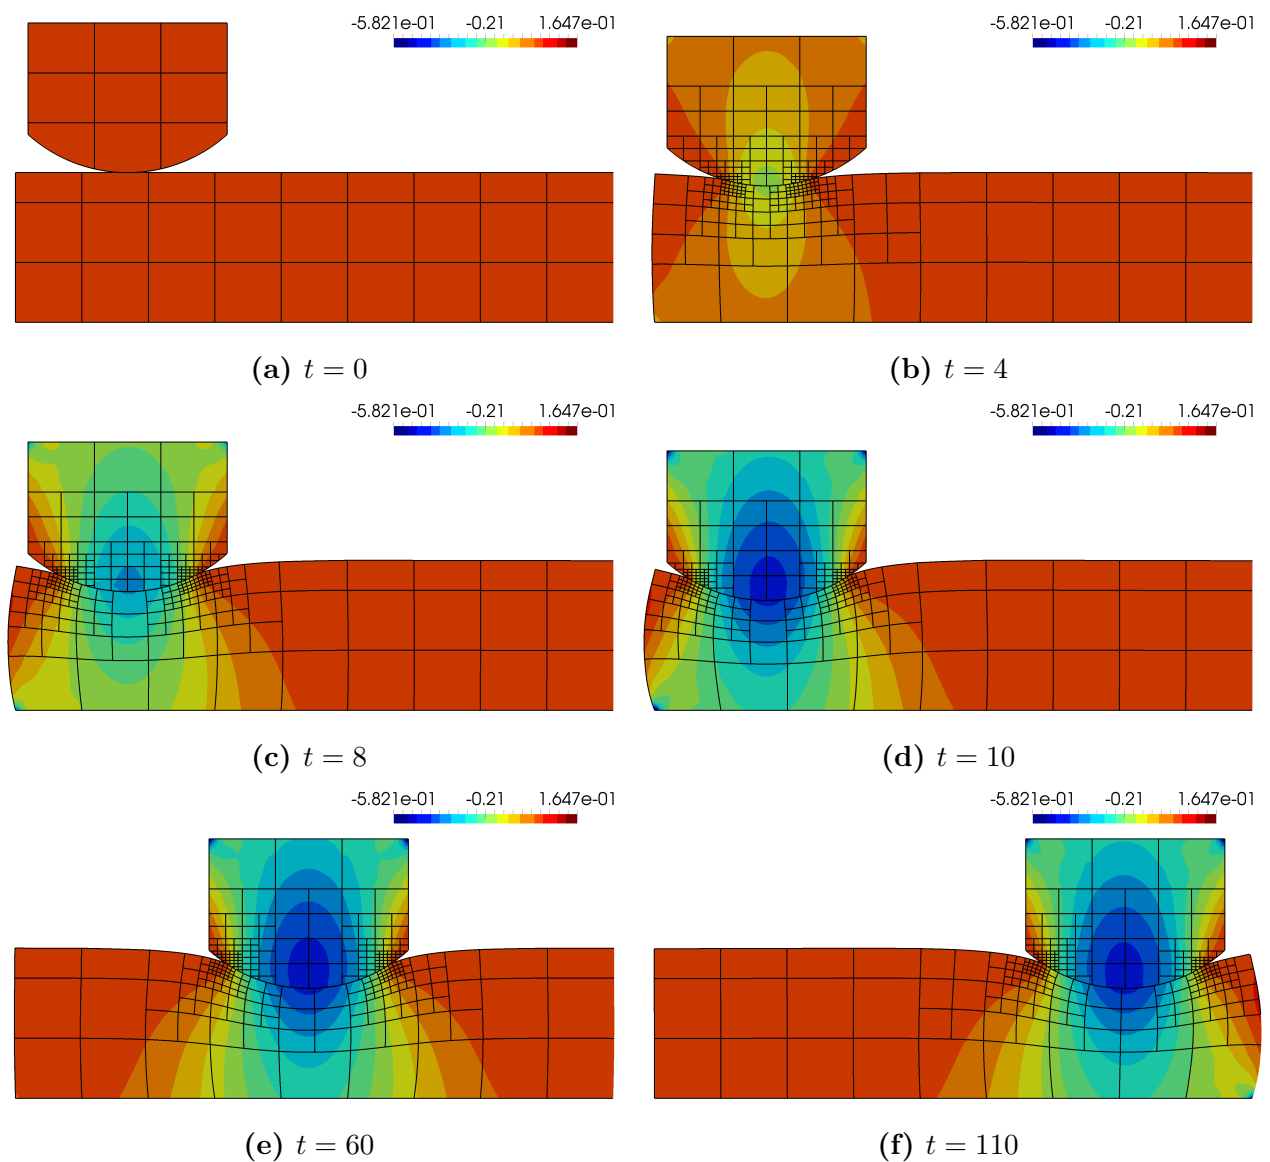 -5.821e-01 -0.21 1.647e-01
-5.821e-01 -0.21 1.647e-01
(a) t = 0
(b) t = 4
-5.821e-01 -0.21 1.647e-01
-5.821e-01 -0.21 1.647e-01
(c) t = 8
(d) t = 10
-5.821e-01 -0.21 1.647e-01
-5.821e-01 -0.21 1.647e-01
(e) t = 60
(f) t = 110